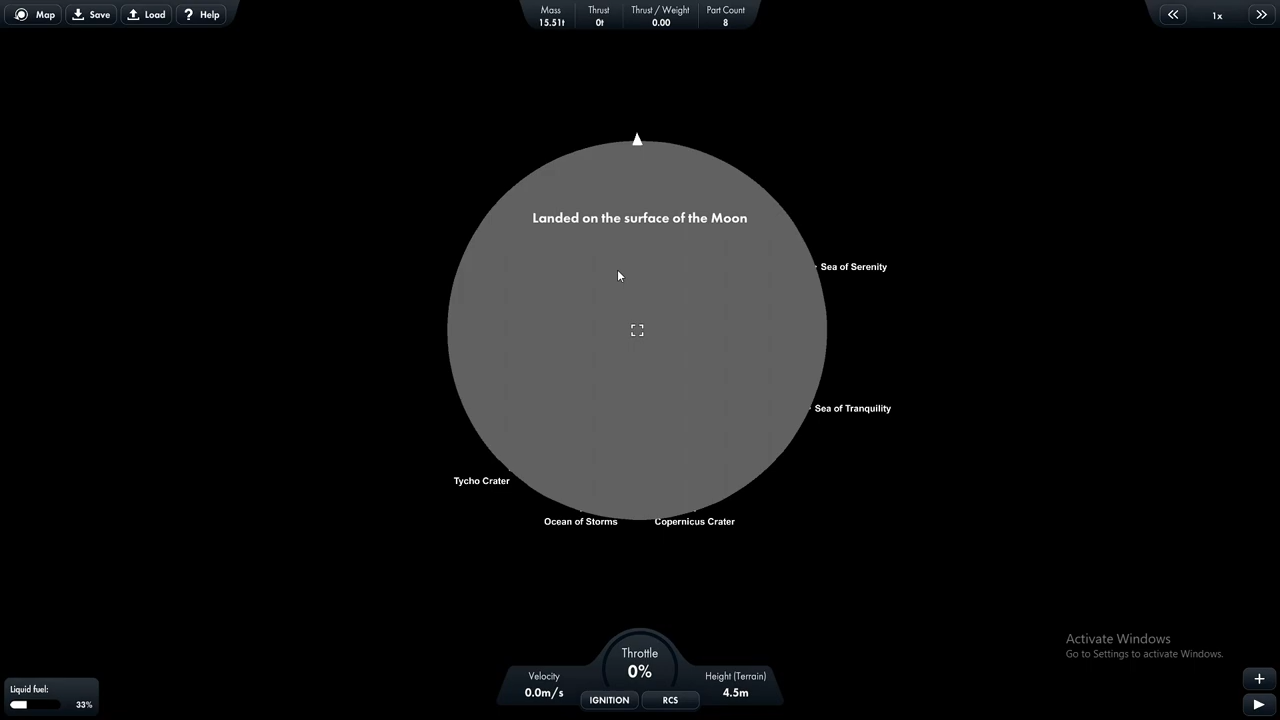 Map
Save
Load
? Help
Mass
15.51t
Thrust
0t
Thrust / Weight
0.00
Part Count
8
1x
Landed on the surface of the Moon
Sea of Serenity
Sea of Tranquility
Tycho Crater
Ocean of Storms
Copernicus Crater
Throttle
0%
Velocity
0.0m/s
Height (Terrain)
4.5m
IGNITION
RCS
Liquid fuel:
33%
Activate Windows
Go to Settings to activate Windows.